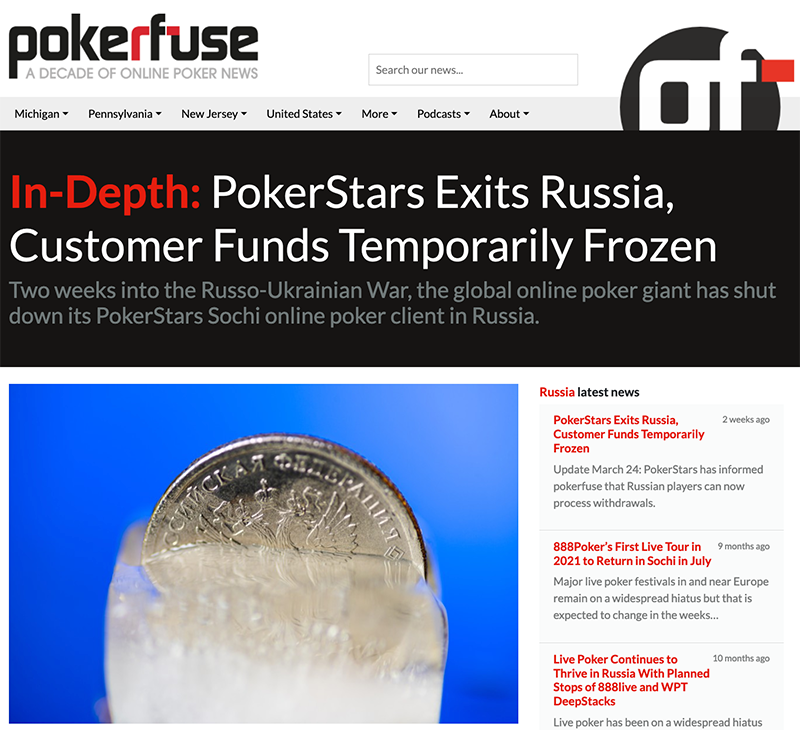 pokerfuse
A DECADE OF ONLINE POKER NEWS
Search our news...
pf
Michigan Pennsylvania New Jersey United States More Podcasts About
In-Depth: PokerStars Exits Russia,
Customer Funds Temporarily Frozen
Two weeks into the Russo-Ukrainian War, the global online poker giant has shut
down its PokerStars Sochi online poker client in Russia.
РОССИЙСКАЯ ФЕДЕРАЦИЯ
Russia latest news
PokerStars Exits Russia, 2 weeks ago
Customer Funds Temporarily
Frozen
Update March 24: PokerStars has informed
pokerfuse that Russian players can now
process withdrawals.
888Poker's First Live Tour in 9 months ago
2021 to Return in Sochi in July
Major live poker festivals in and near Europe
remain on a widespread hiatus but that is
expected to change in the weeks...
Live Poker Continues to 10 months ago
Thrive in Russia With Planned
Stops of 888live and WPT
DeepStacks
Live poker has been on a widespread hiatus